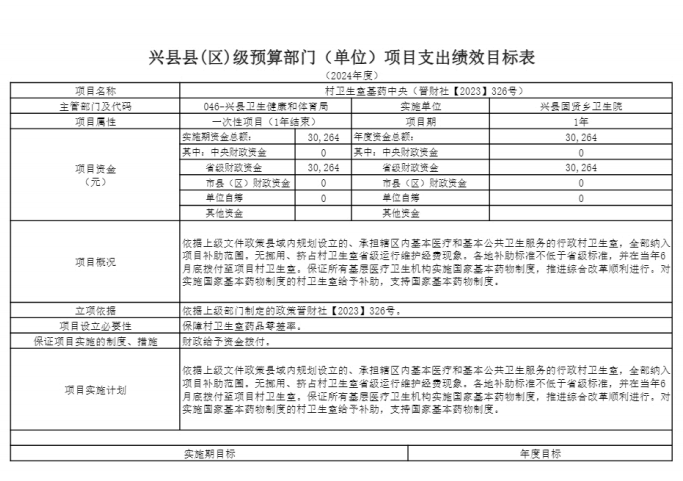 兴县县(区)级预算部门（单位）项目支出绩效目标表
（2024年度）
项目名称 村卫生室基药中央（晋财社【2023】326号）
主管部门及代码 046-兴县卫生健康和体育局 实施单位 兴县固贤乡卫生院
项目属性 一次性项目（1年结束） 项目期 1年
项目资金（元） 实施期资金总额： 30,264 年度资金总额： 30,264
其中：中央财政资金 0 其中：中央财政资金 0
省级财政资金 30,264 省级财政资金 30,264
市县（区）财政资金 0 市县（区）财政资金 0
单位自筹 0 单位自筹 0
其他资金 其他资金
项目概况
依据上级文件政策县域内规划设立的、承担辖区内基本医疗和基本公共卫生服务的行政村卫生室，全部纳入
项目补助范围。无挪用、挤占村卫生室省级运行维护经费现象。各地补助标准不低于省级标准，并在当年6
月底拨付至项目村卫生室。保证所有基层医疗卫生机构实施国家基本药物制度，推进综合改革顺利进行。对
实施国家基本药物制度的村卫生室给予补助，支持国家基本药物制度。
立项依据 依据上级部门制定的政策晋财社【2023】326号。
项目设立必要性 保障村卫生室药品零差率。
保证项目实施的制度、措施 财政给予资金拨付。
项目实施计划
依据上级文件政策县域内规划设立的、承担辖区内基本医疗和基本公共卫生服务的行政村卫生室，全部纳入
项目补助范围。无挪用、挤占村卫生室省级运行维护经费现象。各地补助标准不低于省级标准，并在当年6
月底拨付至项目村卫生室。保证所有基层医疗卫生机构实施国家基本药物制度，推进综合改革顺利进行。对
实施国家基本药物制度的村卫生室给予补助，支持国家基本药物制度。
实施期目标 年度目标